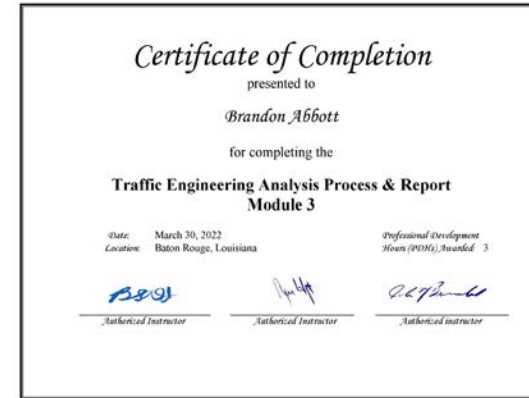 Certificate of Completion
presented to
Brandon Abbott
for completing the
Traffic Engineering Analysis Process & Report
Module 3
Date: March 30, 2022
Location: Baton Rouge, Louisiana
Professional Development
Hours (PDHs) Awarded: 3
Authorized Instructor
Authorized Instructor
Authorized instructor